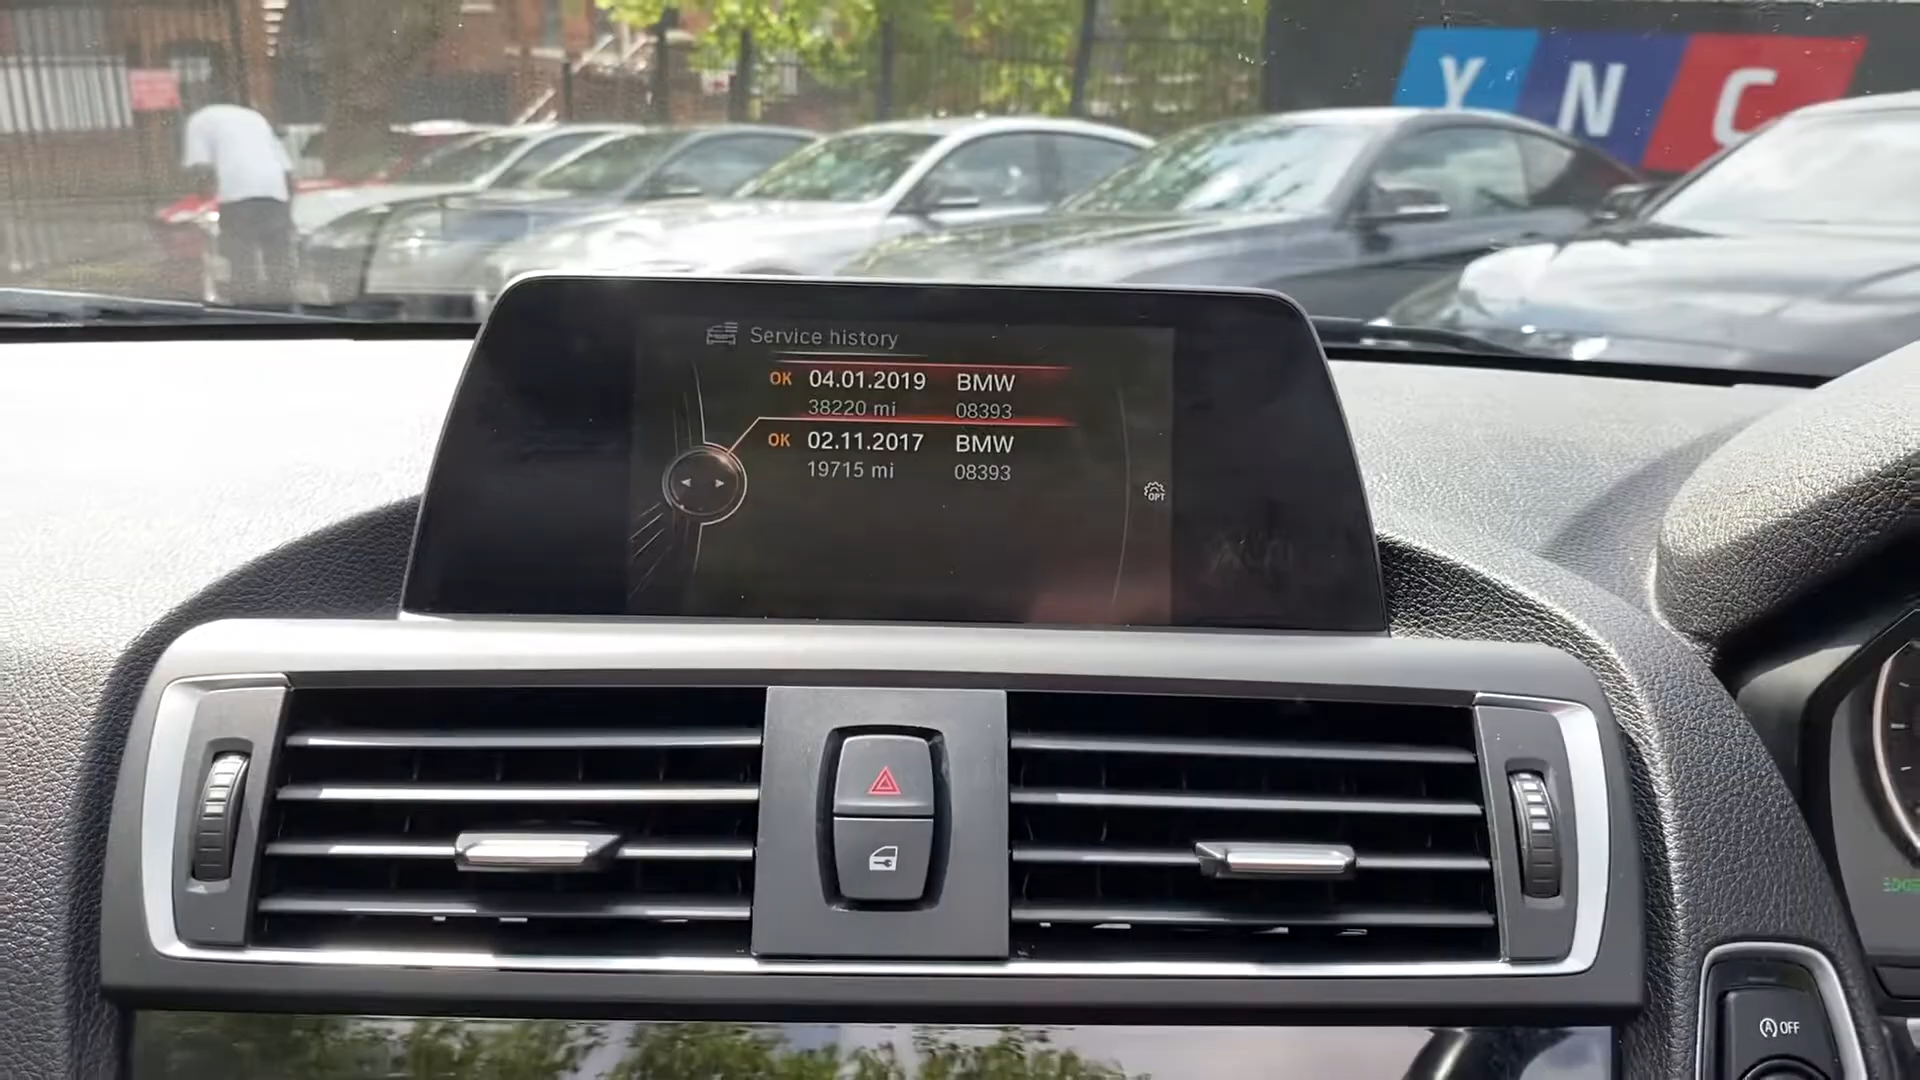 Y N C
Service history
OK 04.01.2019 BMW
38220 mi 08393
OK 02.11.2017 BMW
19715 mi 08393
OPT
A OFF